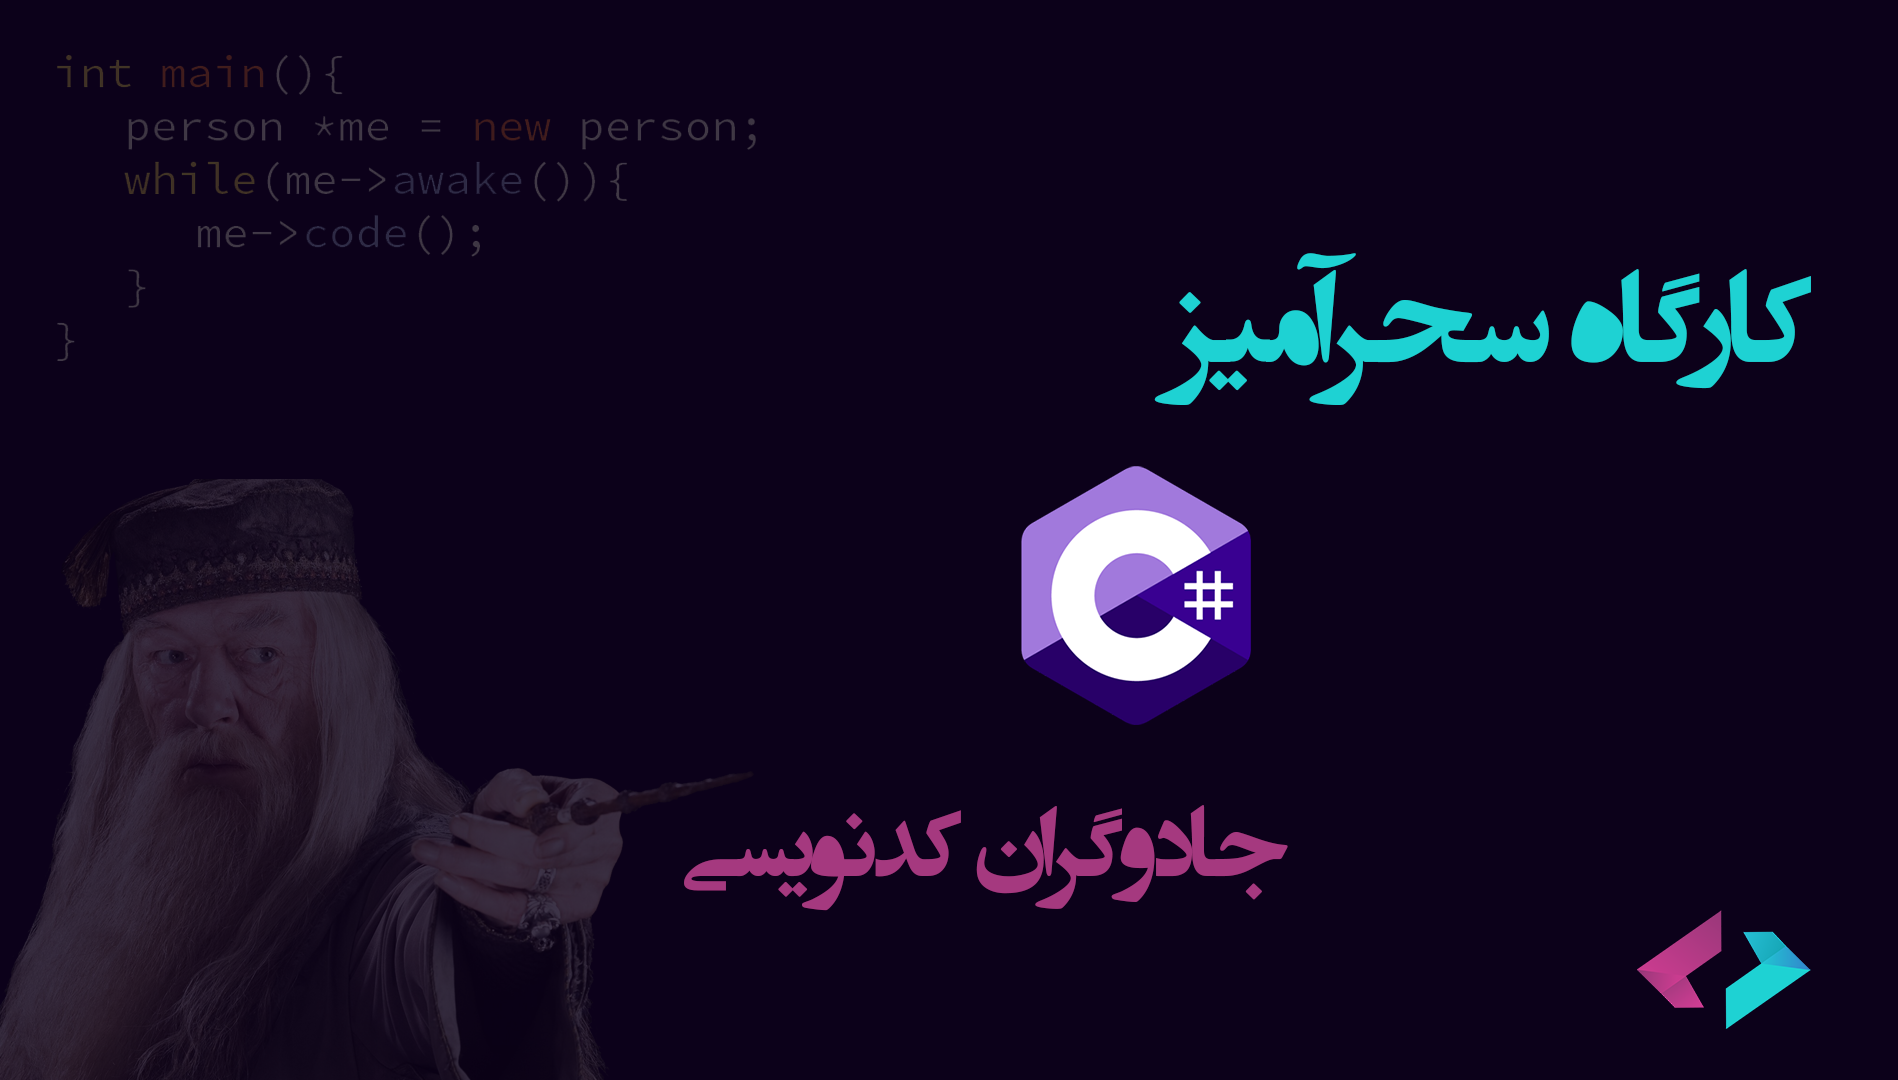 int main(){
person *me = new person;
while(me->awake()){
me->code();
}
}
کارگاه سحرآمیز
C#
جادوگران کدنویسی